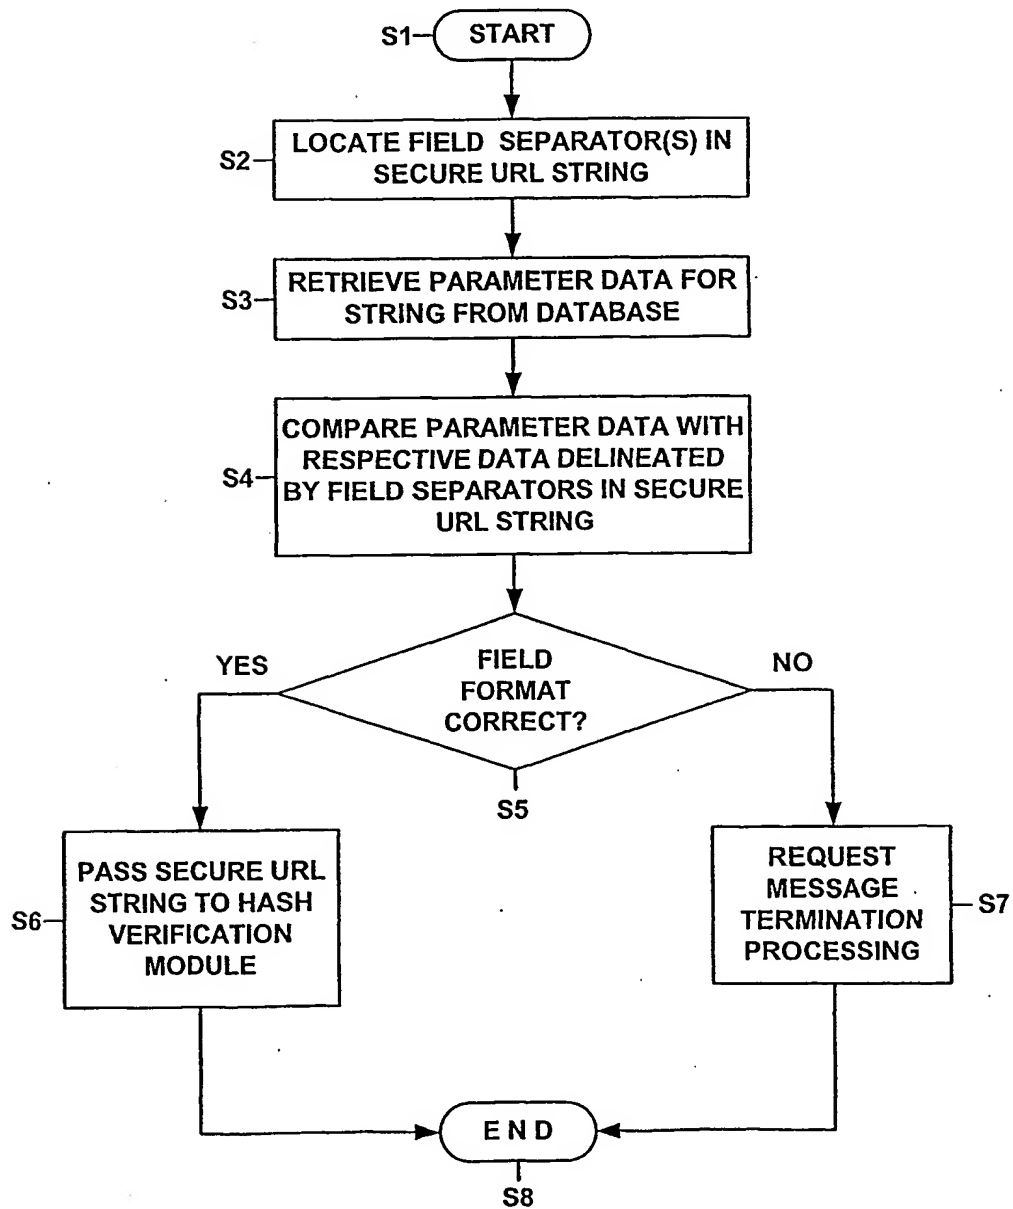 S1
START
LOCATE FIELD SEPARATOR(S) IN
SECURE URL STRING
S2
RETRIEVE PARAMETER DATA FOR
STRING FROM DATABASE
S3
COMPARE PARAMETER DATA WITH
RESPECTIVE DATA DELINEATED
BY FIELD SEPARATORS IN SECURE
URL STRING
S4
YES
FIELD
FORMAT
CORRECT?
NO
S5
PASS SECURE URL
STRING TO HASH
VERIFICATION
MODULE
S6
REQUEST
MESSAGE
TERMINATION
PROCESSING
S7
END
S8